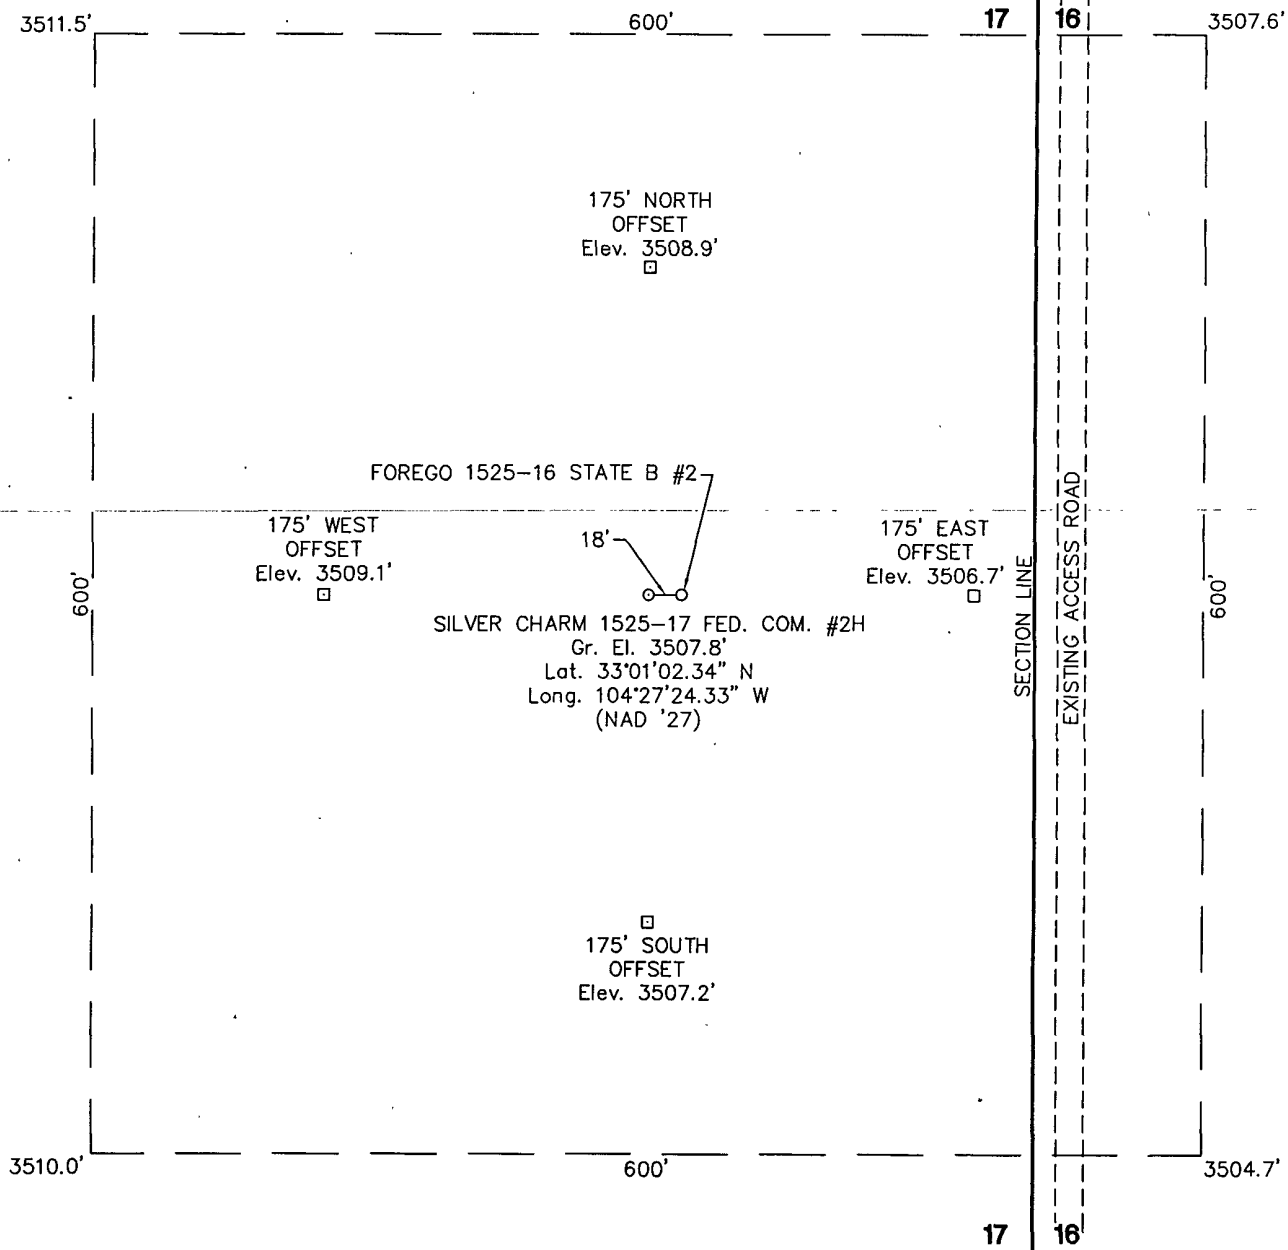 3511.5' 600' 17 16 3507.6'
175' NORTH
OFFSET
Elev. 3508.9'
FOREGO 1525-16 STATE B #2
175' WEST
OFFSET
Elev. 3509.1'
18'
175' EAST
OFFSET
Elev. 3506.7'
600'
SILVER CHARM 1525-17 FED. COM. #2H
Gr. El. 3507.8'
Lat. 33°01'02.34" N
Long. 104°27'24.33" W
(NAD '27)
SECTION LINE
EXISTING ACCESS ROAD
600'
175' SOUTH
OFFSET
Elev. 3507.2'
3510.0' 600' 3504.7'
17 16